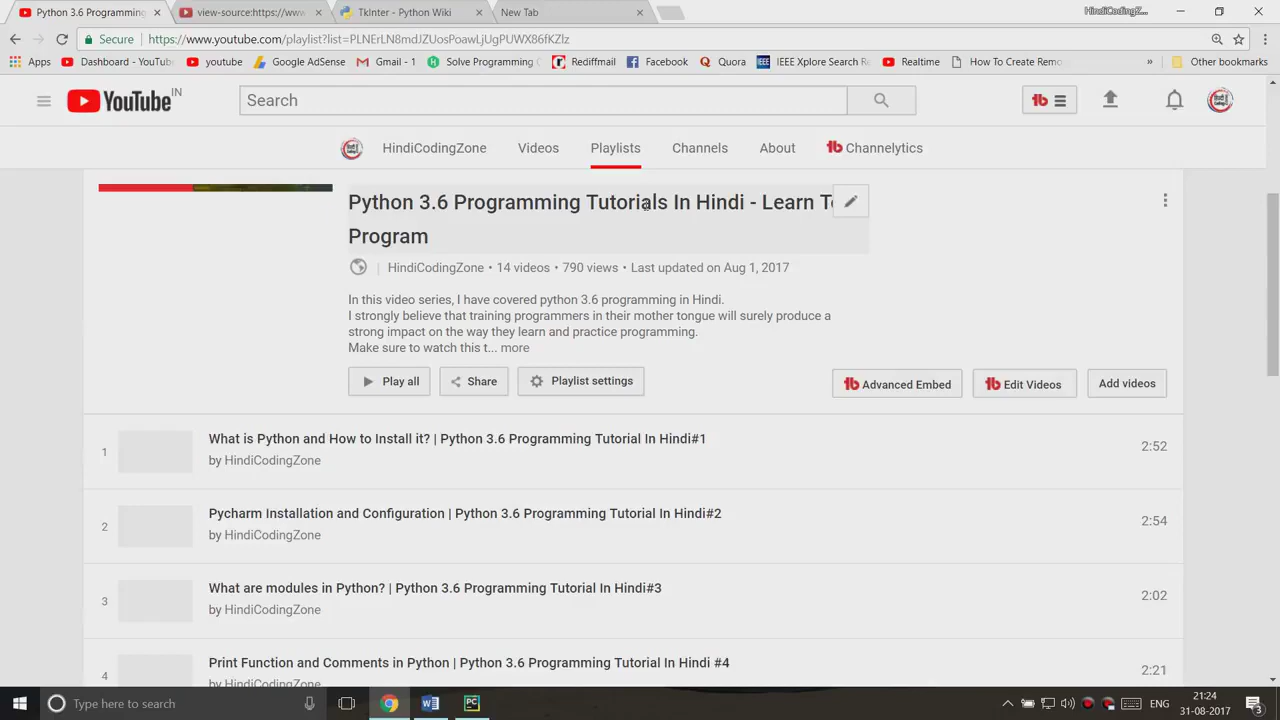 Python 3.6 Programming
view-source:https://www
TkInter - Python Wiki
New Tab
HindiCodingZ...
Secure
https://www.youtube.com/playlist?list=PLNErLN8mdJZUosPoawLjUgPUWX86fKZlz
Apps
Dashboard - YouTub
youtube
Google AdSense
Gmail - 1
Solve Programming
Rediffmail
Facebook
Quora
IEEE Xplore Search Re
Realtime
How To Create Remo
»
Other bookmarks
YouTube IN
Search
HindiCodingZone
Videos
Playlists
Channels
About
Channelytics
Python 3.6 Programming Tutorials In Hindi - Learn To
Program
HindiCodingZone • 14 videos • 790 views • Last updated on Aug 1, 2017
In this video series, I have covered python 3.6 programming in Hindi.
I strongly believe that training programmers in their mother tongue will surely produce a
strong impact on the way they learn and practice programming.
Make sure to watch this t... more
Play all
Share
Playlist settings
Advanced Embed
Edit Videos
Add videos
1
What is Python and How to Install it? | Python 3.6 Programming Tutorial In Hindi#1
by HindiCodingZone
2:52
2
Pycharm Installation and Configuration | Python 3.6 Programming Tutorial In Hindi#2
by HindiCodingZone
2:54
3
What are modules in Python? | Python 3.6 Programming Tutorial In Hindi#3
by HindiCodingZone
2:02
4
Print Function and Comments in Python | Python 3.6 Programming Tutorial In Hindi #4
by HindiCodingZone
2:21
Type here to search
ENG
21:24
31-08-2017
3